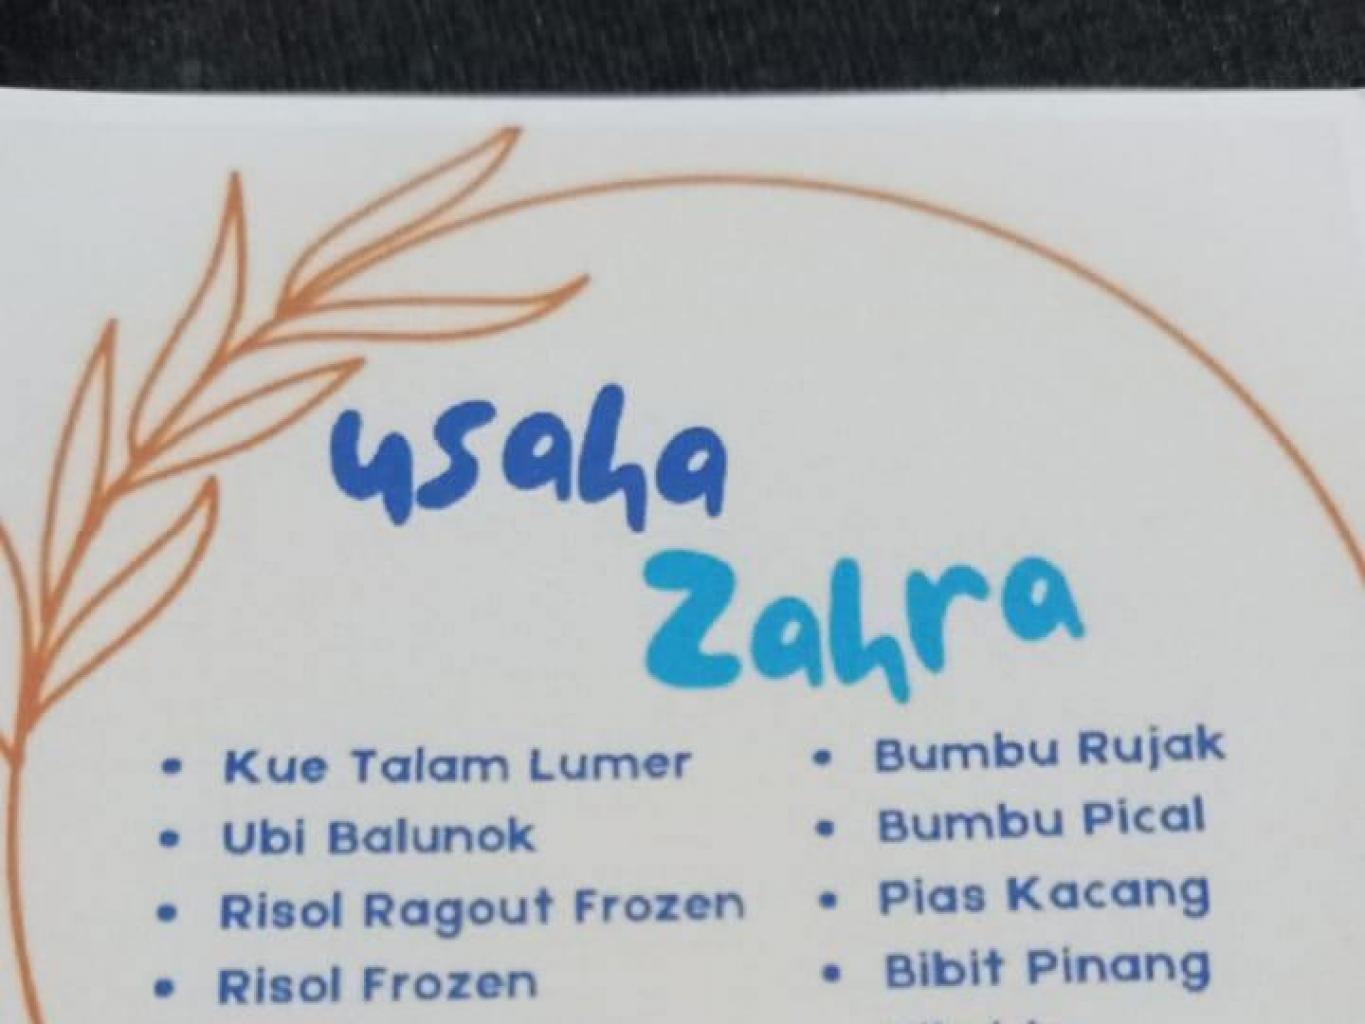 usaha
Zahra
• Kue Talam Lumer
• Ubi Balunok
• Risol Ragout Frozen
• Risol Frozen
• Bumbu Rujak
• Bumbu Pical
• Pias Kacang
• Bibit Pinang